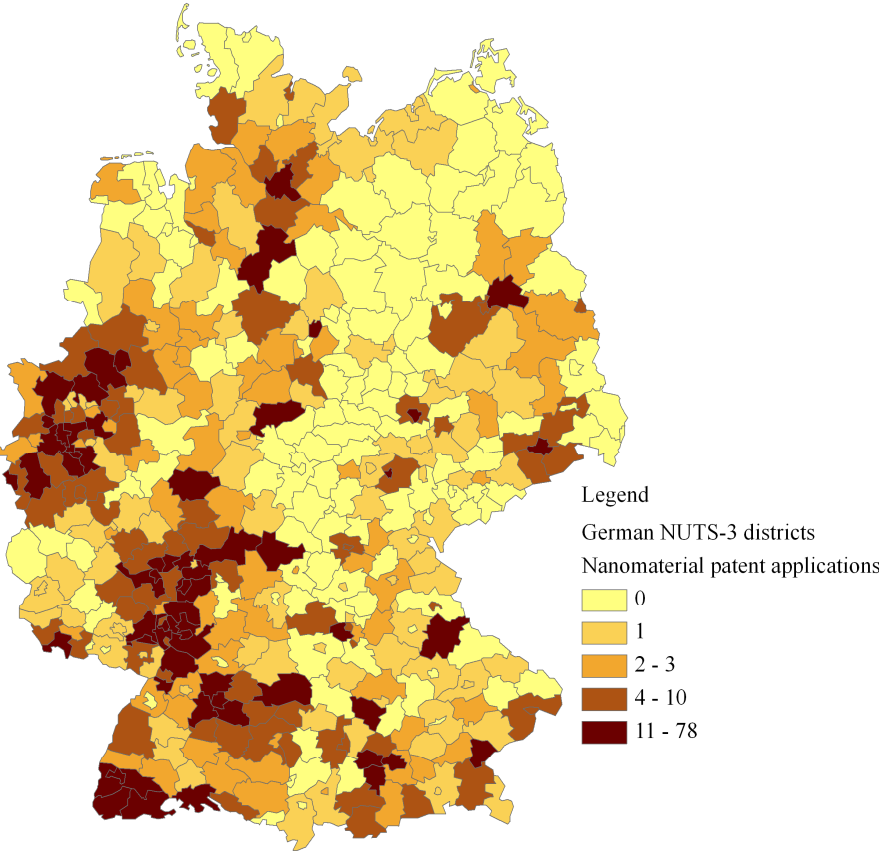 Legend
German NUTS-3 districts
Nanomaterial patent applications
0
1
2 - 3
4 - 10
11 - 78